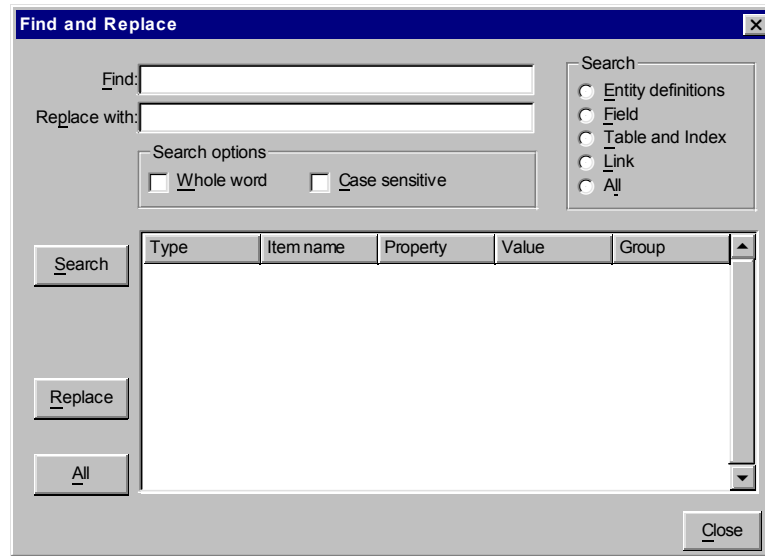 Find and Replace
Find:
Replace with:
Search options
Whole word Case sensitive
Search
Entity definitions
Field
Table and Index
Link
All
Search
Type Item name Property Value Group
Replace
All
Close